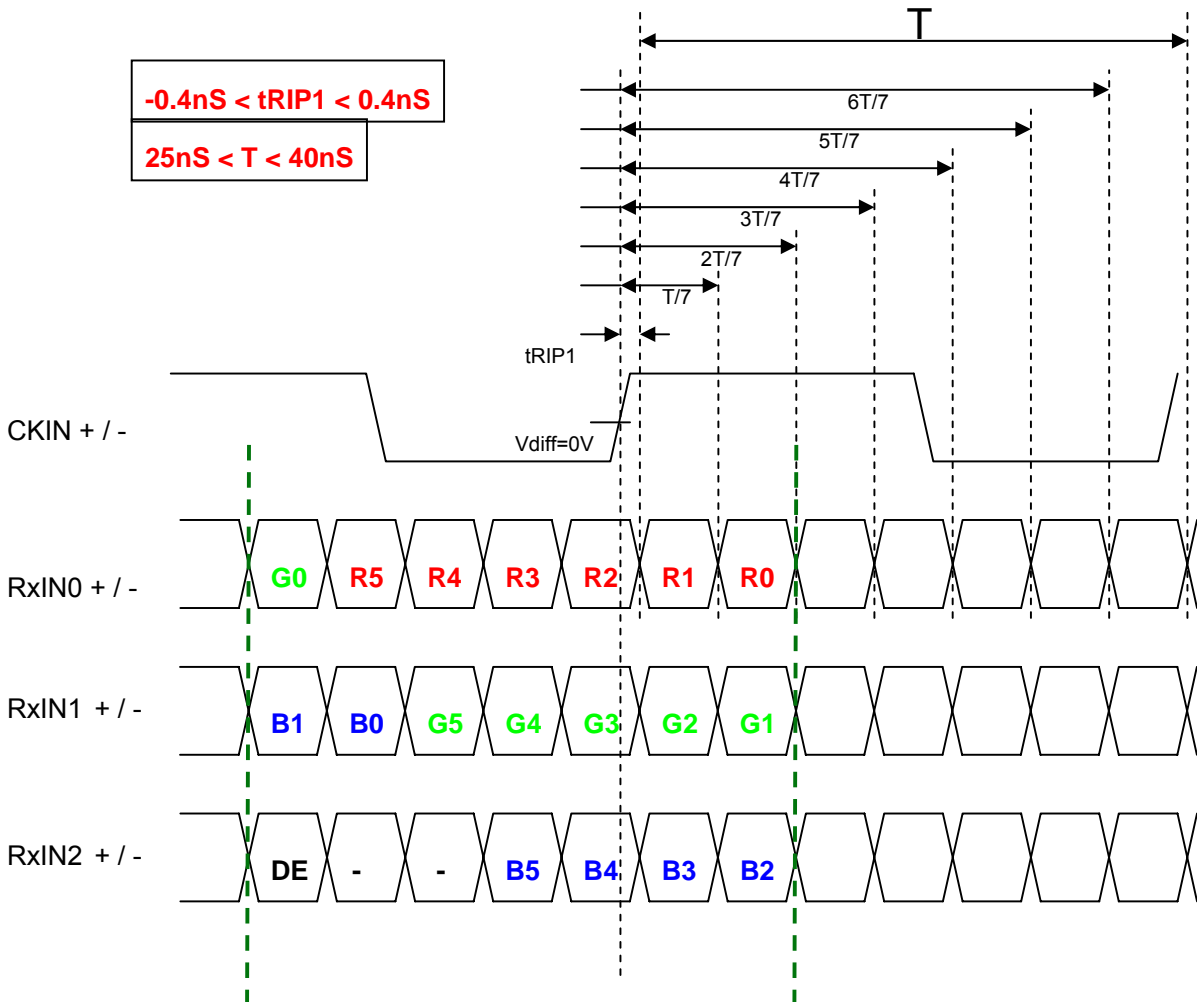 T
-0.4nS < tRIP1 < 0.4nS
25nS < T < 40nS
6T/7
5T/7
4T/7
3T/7
2T/7
T/7
tRIP1
CKIN + / -
Vdiff=0V
RxIN0 + / -
G0 R5 R4 R3 R2 R1 R0
RxIN1 + / -
B1 B0 G5 G4 G3 G2 G1
RxIN2 + / -
DE - - B5 B4 B3 B2